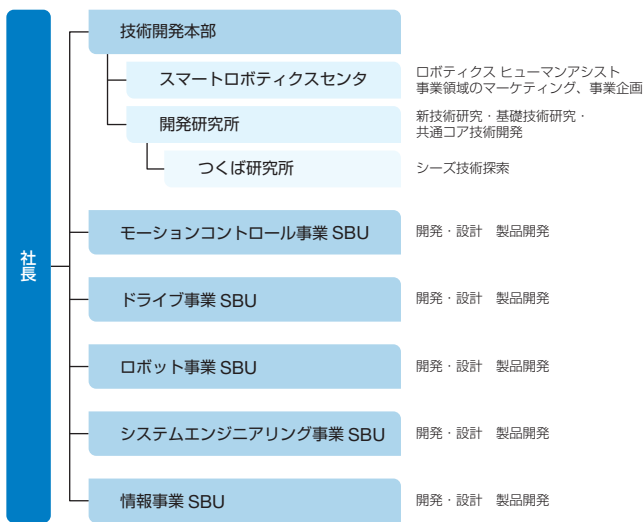 社長
技術開発本部
スマートロボティクスセンタ
ロボティクス ヒューマンアシスト
事業領域のマーケティング、事業企画
開発研究所
新技術研究・基礎技術研究・
共通コア技術開発
つくば研究所
シーズ技術探索
モーションコントロール事業 SBU
開発・設計 製品開発
ドライブ事業 SBU
開発・設計 製品開発
ロボット事業 SBU
開発・設計 製品開発
システムエンジニアリング事業 SBU
開発・設計 製品開発
情報事業 SBU
開発・設計 製品開発